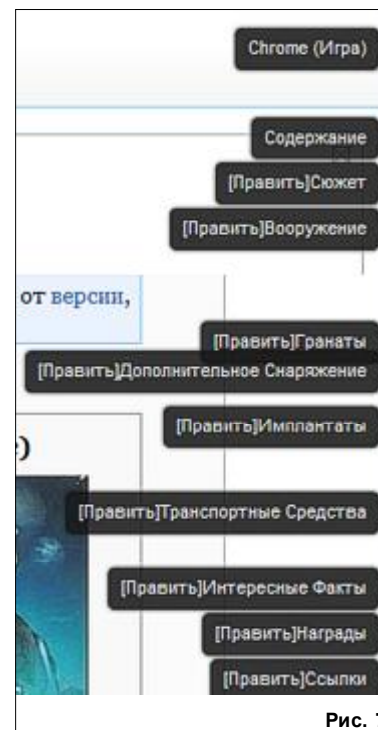 Chrome (Игра)
Содержание
[Править]Сюжет
[Править]Вооружение
от версии,
[Править]Гранаты
[Править]Дополнительное Снаряжение
[Править]Имплантаты
)
[Править]Транспортные Средства
[Править]Интересные Факты
[Править]Награды
[Править]Ссылки
Рис.